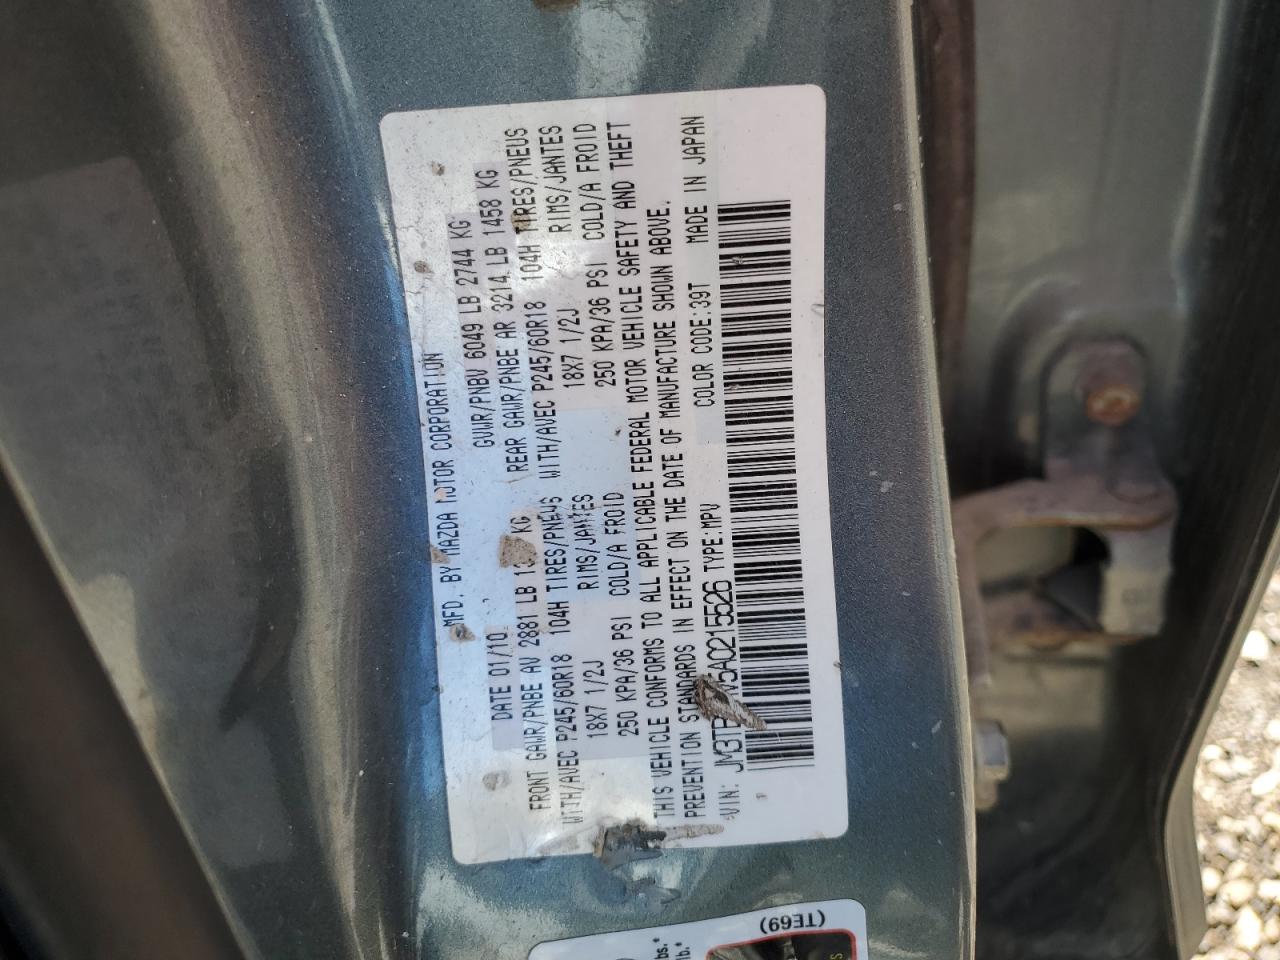 MFD. BY MAZDA MOTOR CORPORATION
DATE 01/10 GVWR/PNBV 6049 LB 2744 KG
FRONT GAWR/PNBE AV 2881 LB KG REAR GAWR/PNBE AR 3214 LB 1458 KG
WITH/AVEC P245/60R18 104H TIRES/PNEUS WITH/AVEC P245/60R18 104H TIRES/PNEUS
18X7 1/2J RIMS/JANTES 18X7 1/2J RIMS/JANTES
250 KPA/36 PSI COLD/A FROID 250 KPA/36 PSI COLD/A FROID
THIS VEHICLE CONFORMS TO ALL APPLICABLE FEDERAL MOTOR VEHICLE SAFETY AND THEFT
PREVENTION STANDARDS IN EFFECT ON THE DATE OF MANUFACTURE SHOWN ABOVE.
VIN: TYPE:MPV COLOR CODE:39T MADE IN JAPAN
(TE69)